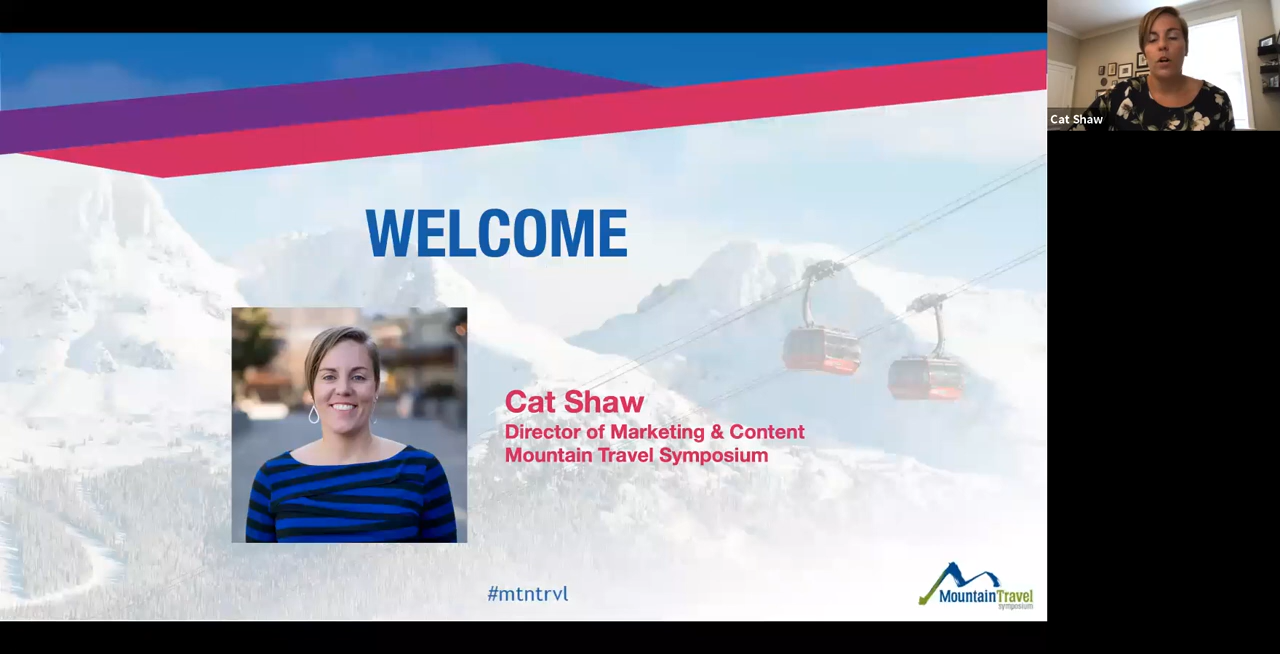 Cat Shaw
WELCOME
Cat Shaw
Director of Marketing & Content
Mountain Travel Symposium
#mtntrvl
MountainTravel
symposium